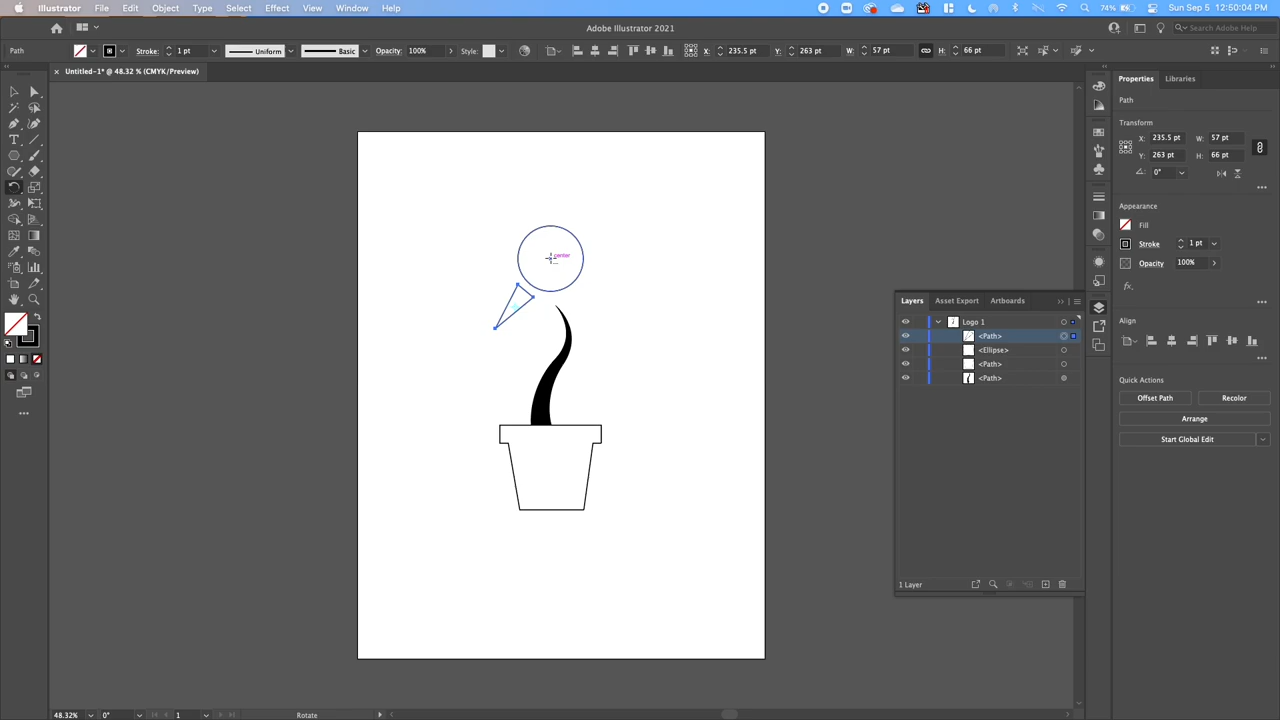 Illustrator File Edit Object Type Select Effect View Window Help 74% Sun Sep 5 12:50:04 PM
Adobe Illustrator 2021
Search Adobe Help
Path Stroke: 1 pt Uniform Basic Opacity: 100% Style: X: 235.5 pt Y: 263 pt W: 57 pt H: 66 pt
× Untitled-1* @ 48.32 % (CMYK/Preview)
Properties Libraries
Path
Transform
X: 235.5 pt W: 57 pt
Y: 263 pt H: 66 pt
0°
Appearance
Fill
Stroke 1 pt
Opacity 100%
fx.
center
Layers Asset Export Artboards
Logo 1
<Path>
<Ellipse>
<Path>
<Path>
Align
Quick Actions
Offset Path Recolor
Arrange
Start Global Edit
1 Layer
48.32% 0° 1 Rotate